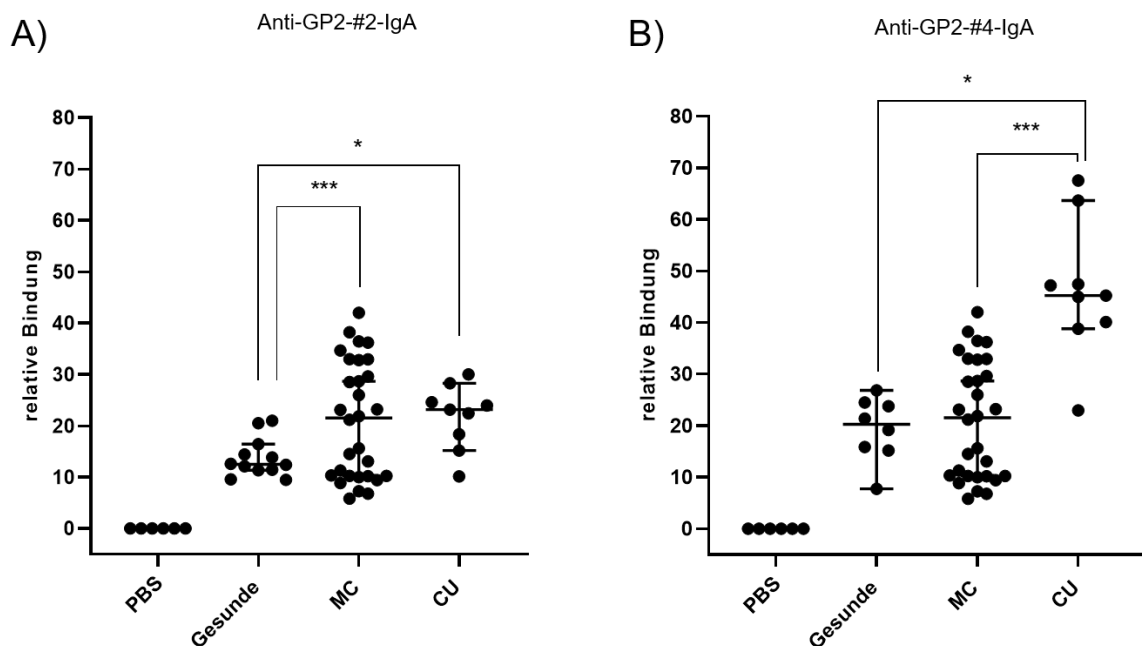 A)
Anti-GP2-#2-IgA
relative Bindung
80
70
60
50
40
30
20
10
0
*
***
PBS
Gesunde
MC
CU
B)
Anti-GP2-#4-IgA
relative Bindung
80
70
60
50
40
30
20
10
0
*
***
PBS
Gesunde
MC
CU